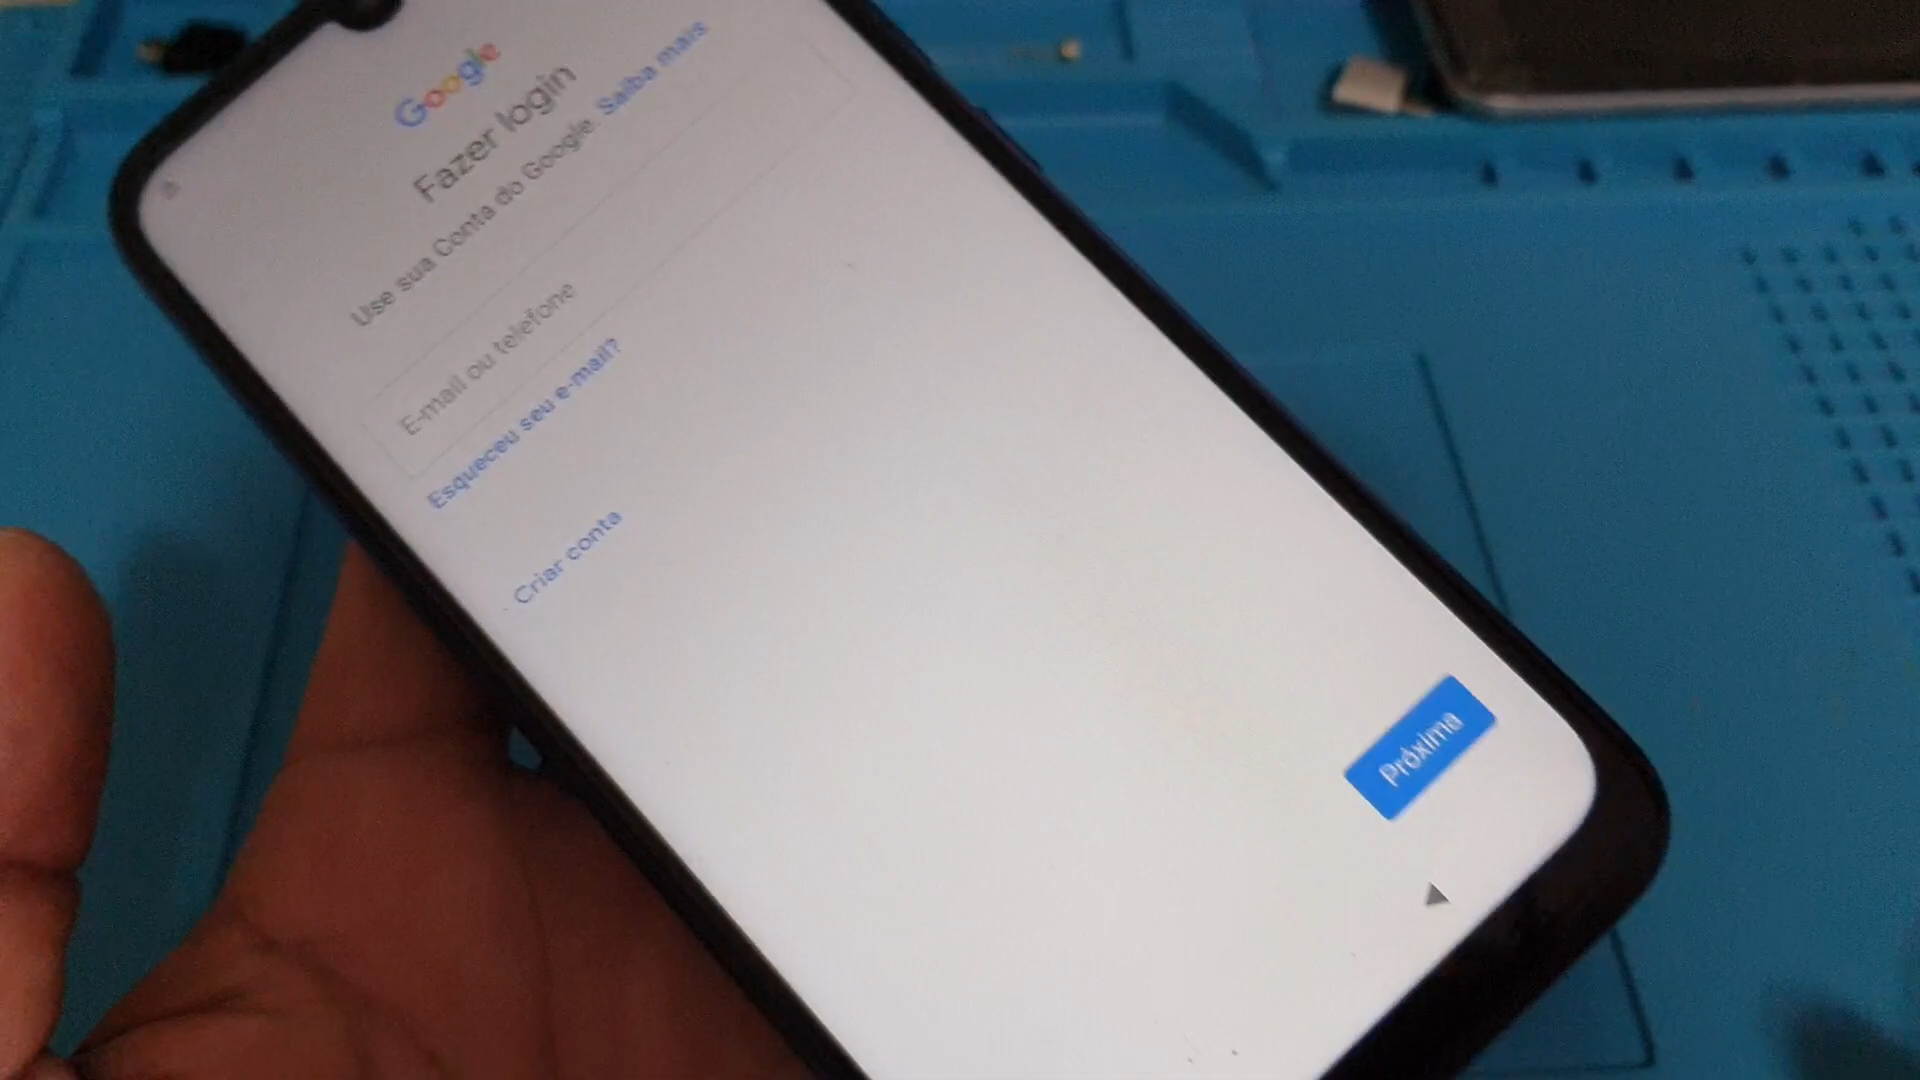 Google
Fazer login
Use sua Conta do Google. Saiba mais
E-mail ou telefone
Esqueceu seu e-mail?
Criar conta
Próxima